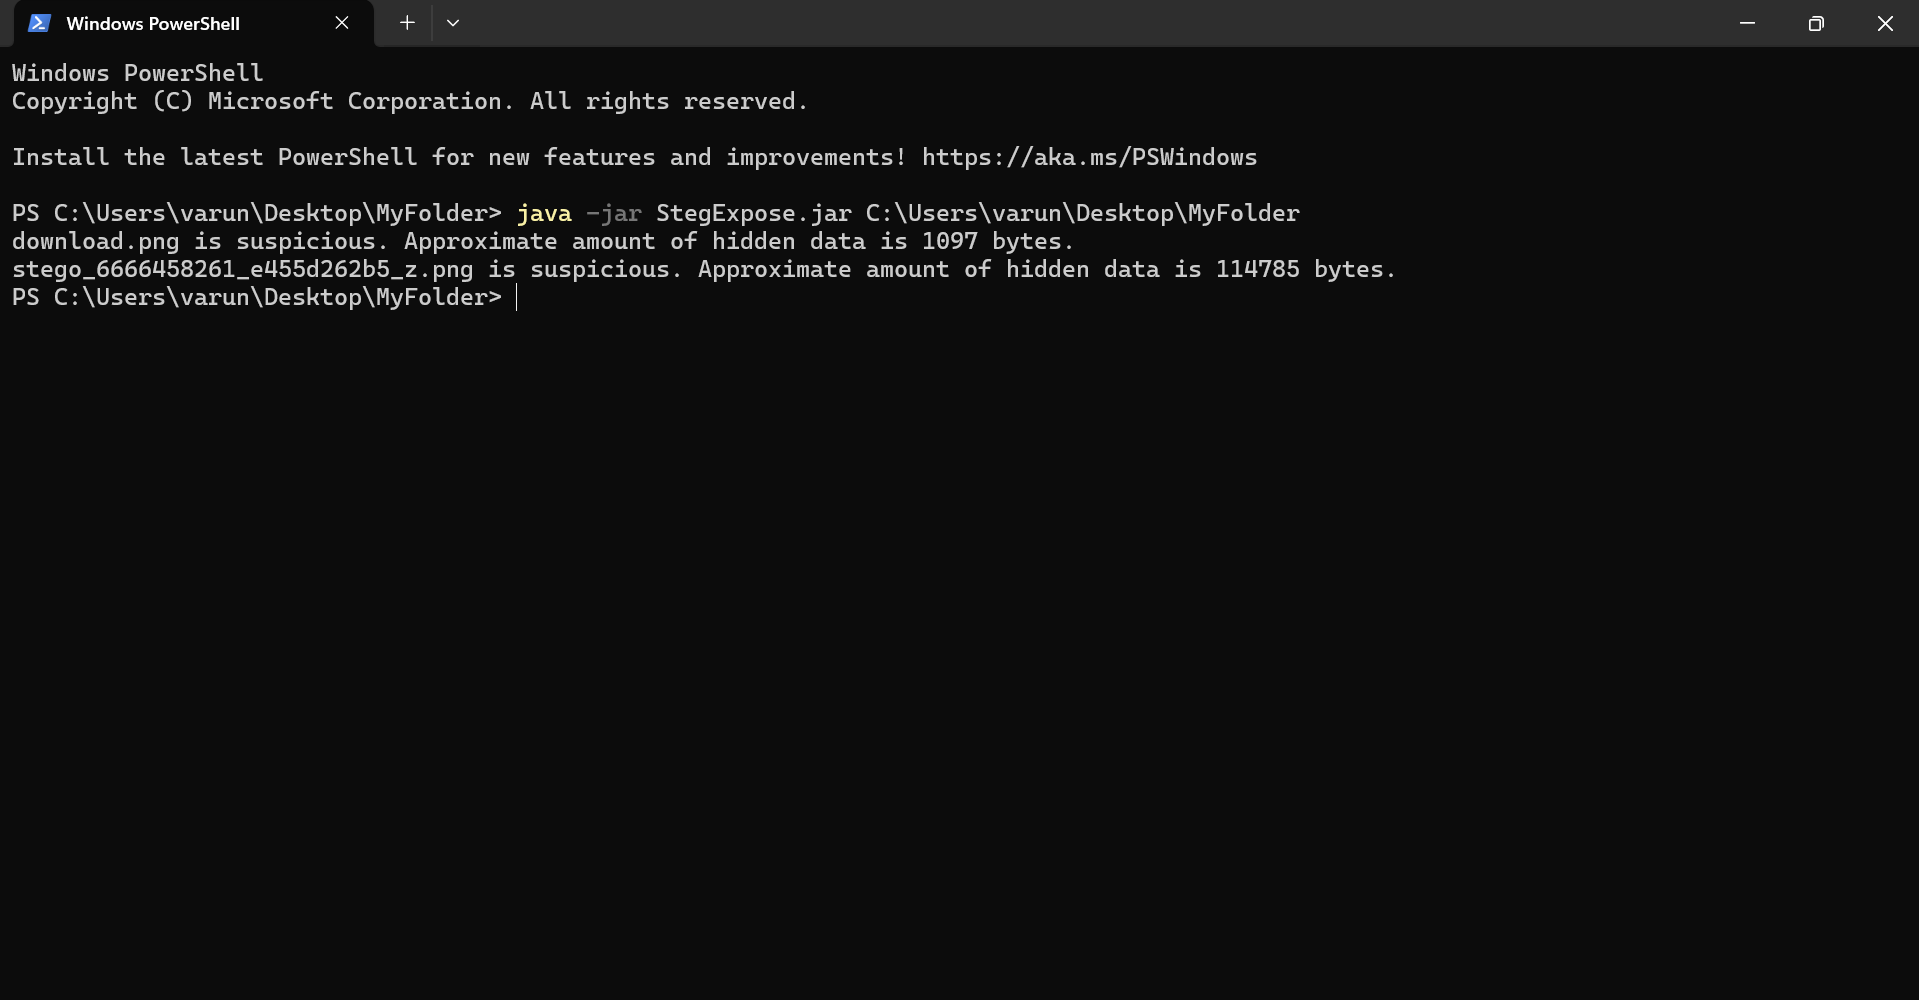 Windows PowerShell
Windows PowerShell
Copyright (C) Microsoft Corporation. All rights reserved.
Install the latest PowerShell for new features and improvements! https://aka.ms/PSWindows
PS C:\Users\varun\Desktop\MyFolder> java -jar StegExpose.jar C:\Users\varun\Desktop\MyFolder
download.png is suspicious. Approximate amount of hidden data is 1097 bytes.
stego_6666458261_e455d262b5_z.png is suspicious. Approximate amount of hidden data is 114785 bytes.
PS C:\Users\varun\Desktop\MyFolder>